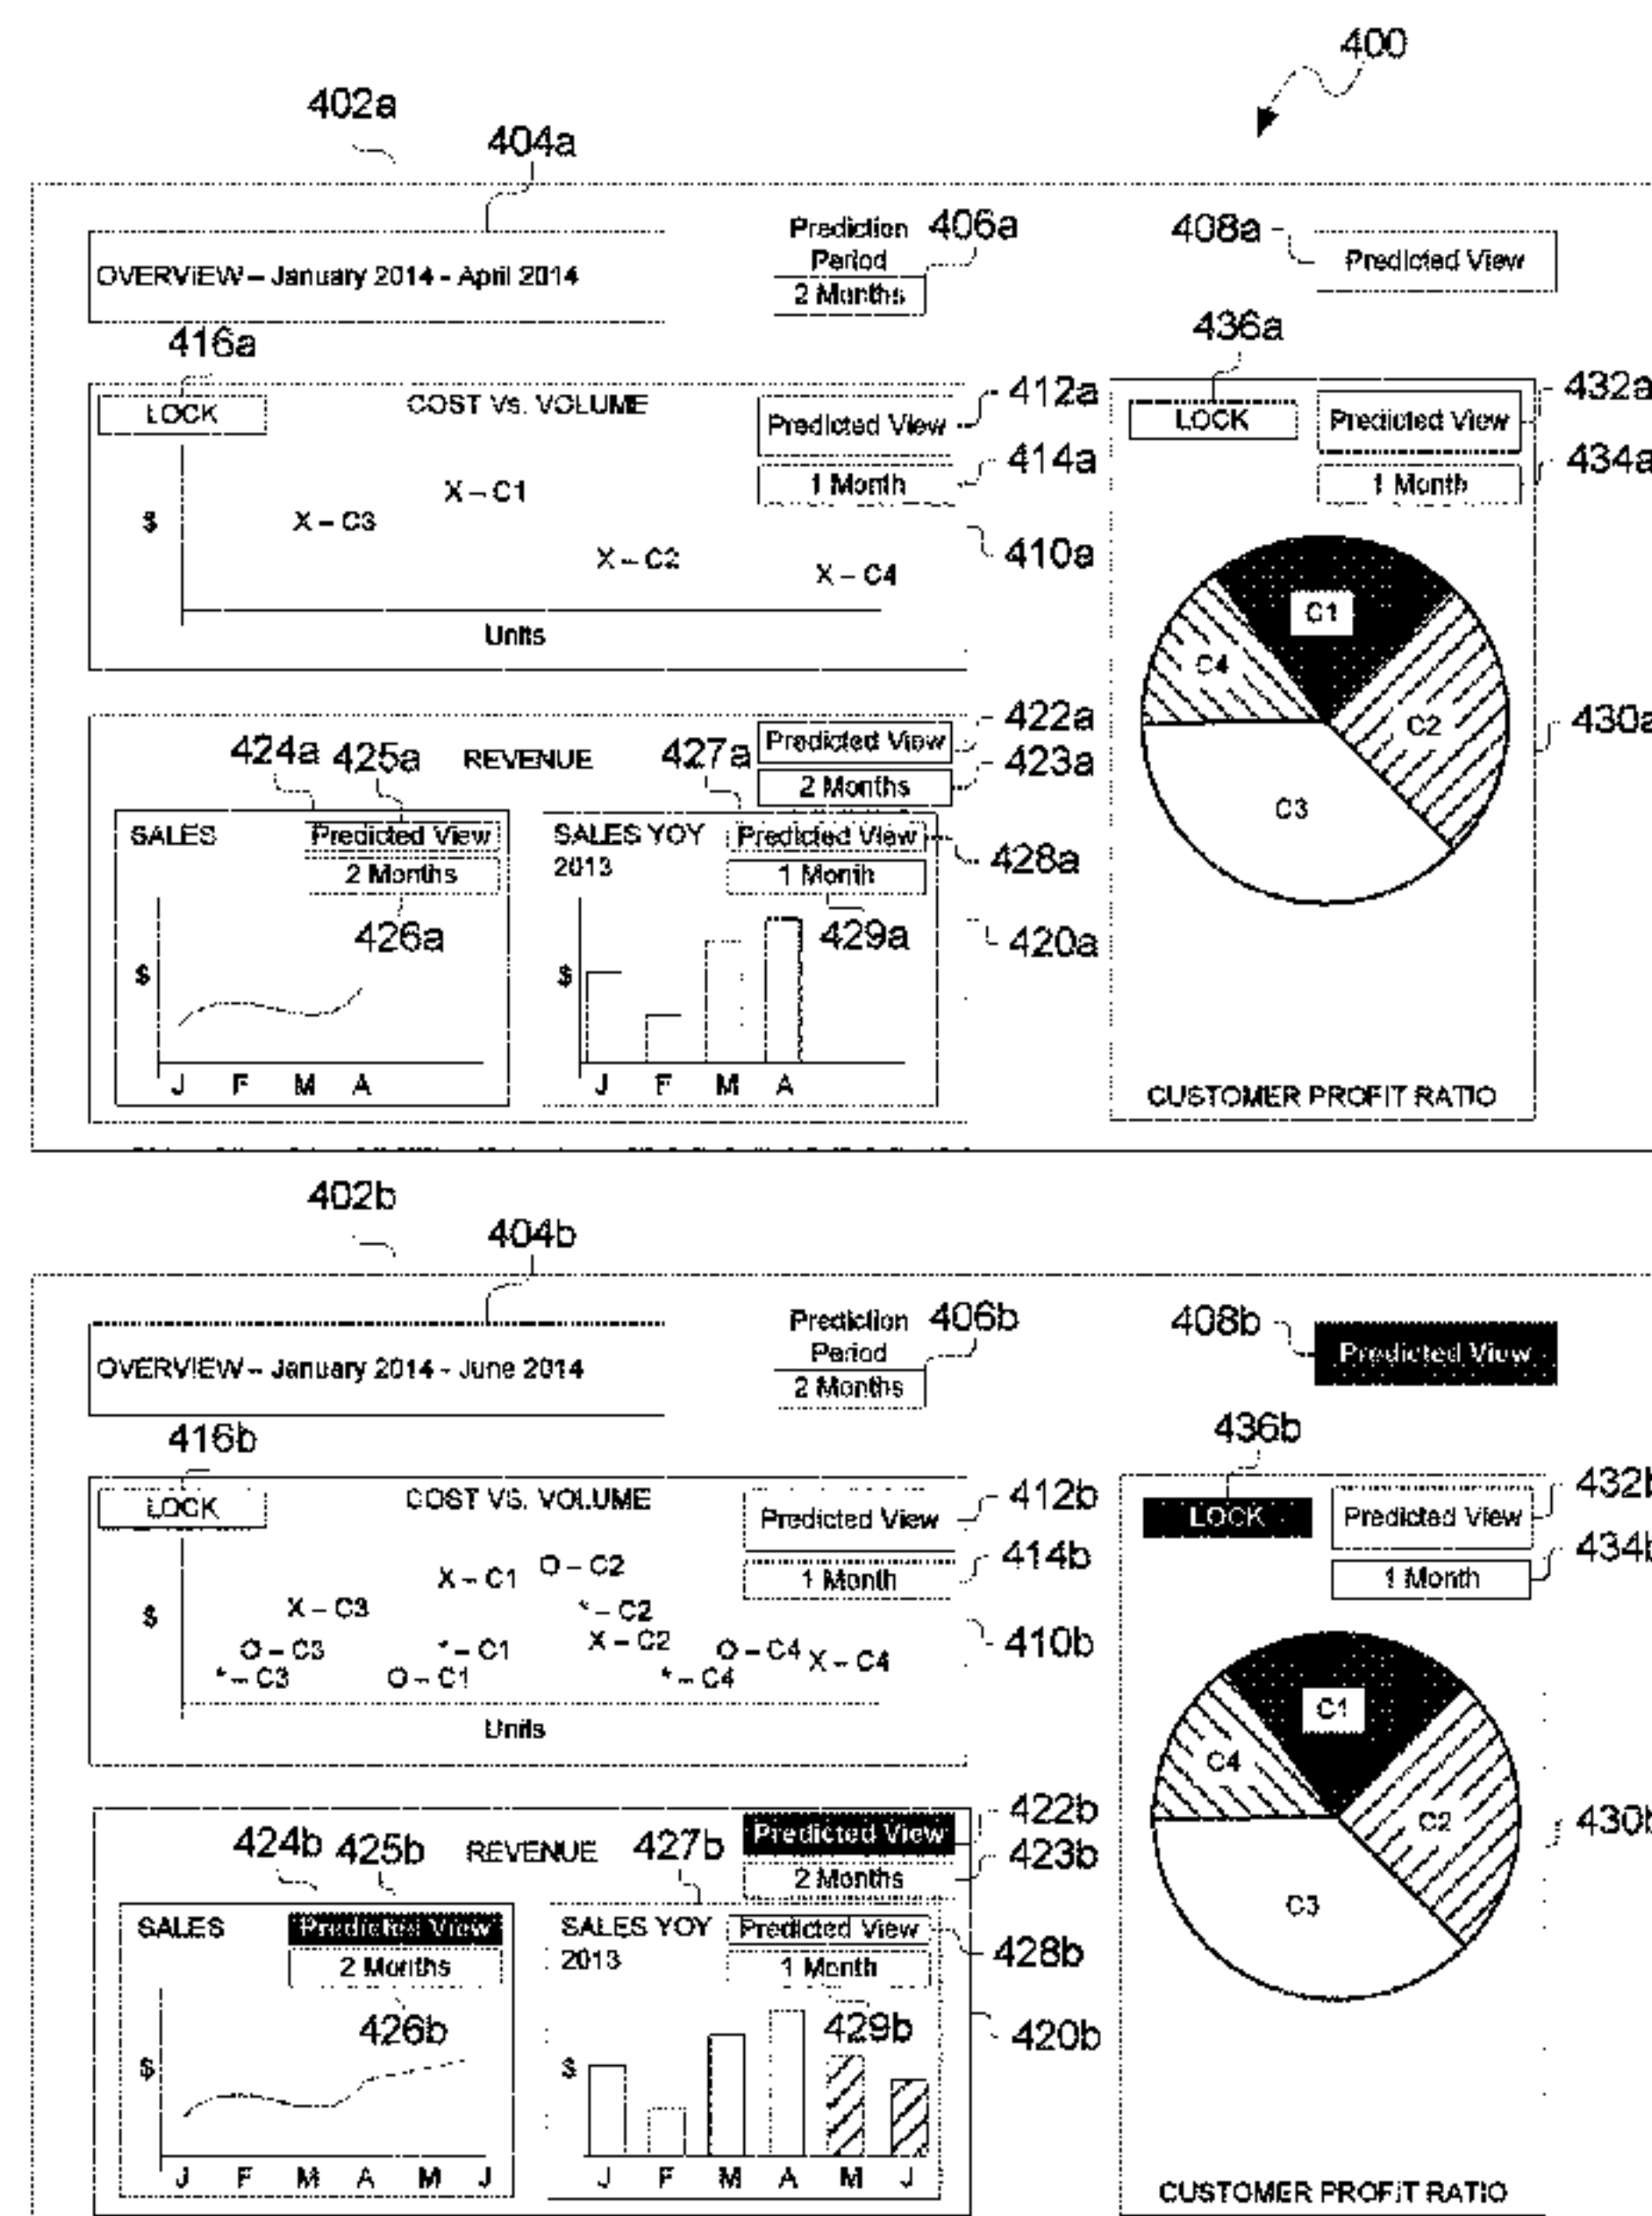 400
402a
404a
OVERVIEW – January 2014 - April 2014
Prediction
Period
2 Months
406a
408a
Predicted View
416a
LOCK
COST Vs. VOLUME
Predicted View
412a
1 Month
414a
$
X – C3
X – C1
X – C2
X – C4
Units
410a
436a
LOCK
Predicted View
432a
1 Month
434a
C1
C2
C3
C4
430a
CUSTOMER PROFIT RATIO
REVENUE
Predicted View
422a
2 Months
423a
424a
425a
427a
SALES
Predicted View
2 Months
426a
$
J F M A
SALES YOY
2013
Predicted View
428a
1 Month
429a
$
J F M A
420a
402b
404b
OVERVIEW – January 2014 - June 2014
Prediction
Period
2 Months
406b
408b
Predicted View
416b
LOCK
COST VS. VOLUME
Predicted View
412b
1 Month
414b
$
X – C1
O – C2
X – C3
* – C2
O – C3
* – C1
X – C2
O – C4
X – C4
* – C3
O – C1
* – C4
Units
410b
436b
LOCK
Predicted View
432b
1 Month
434b
C1
C2
C3
C4
430b
CUSTOMER PROFIT RATIO
REVENUE
Predicted View
422b
2 Months
423b
424b
425b
427b
SALES
Predicted View
2 Months
426b
$
J F M A M J
SALES YOY
2013
Predicted View
428b
1 Month
429b
$
J F M A M J
420b